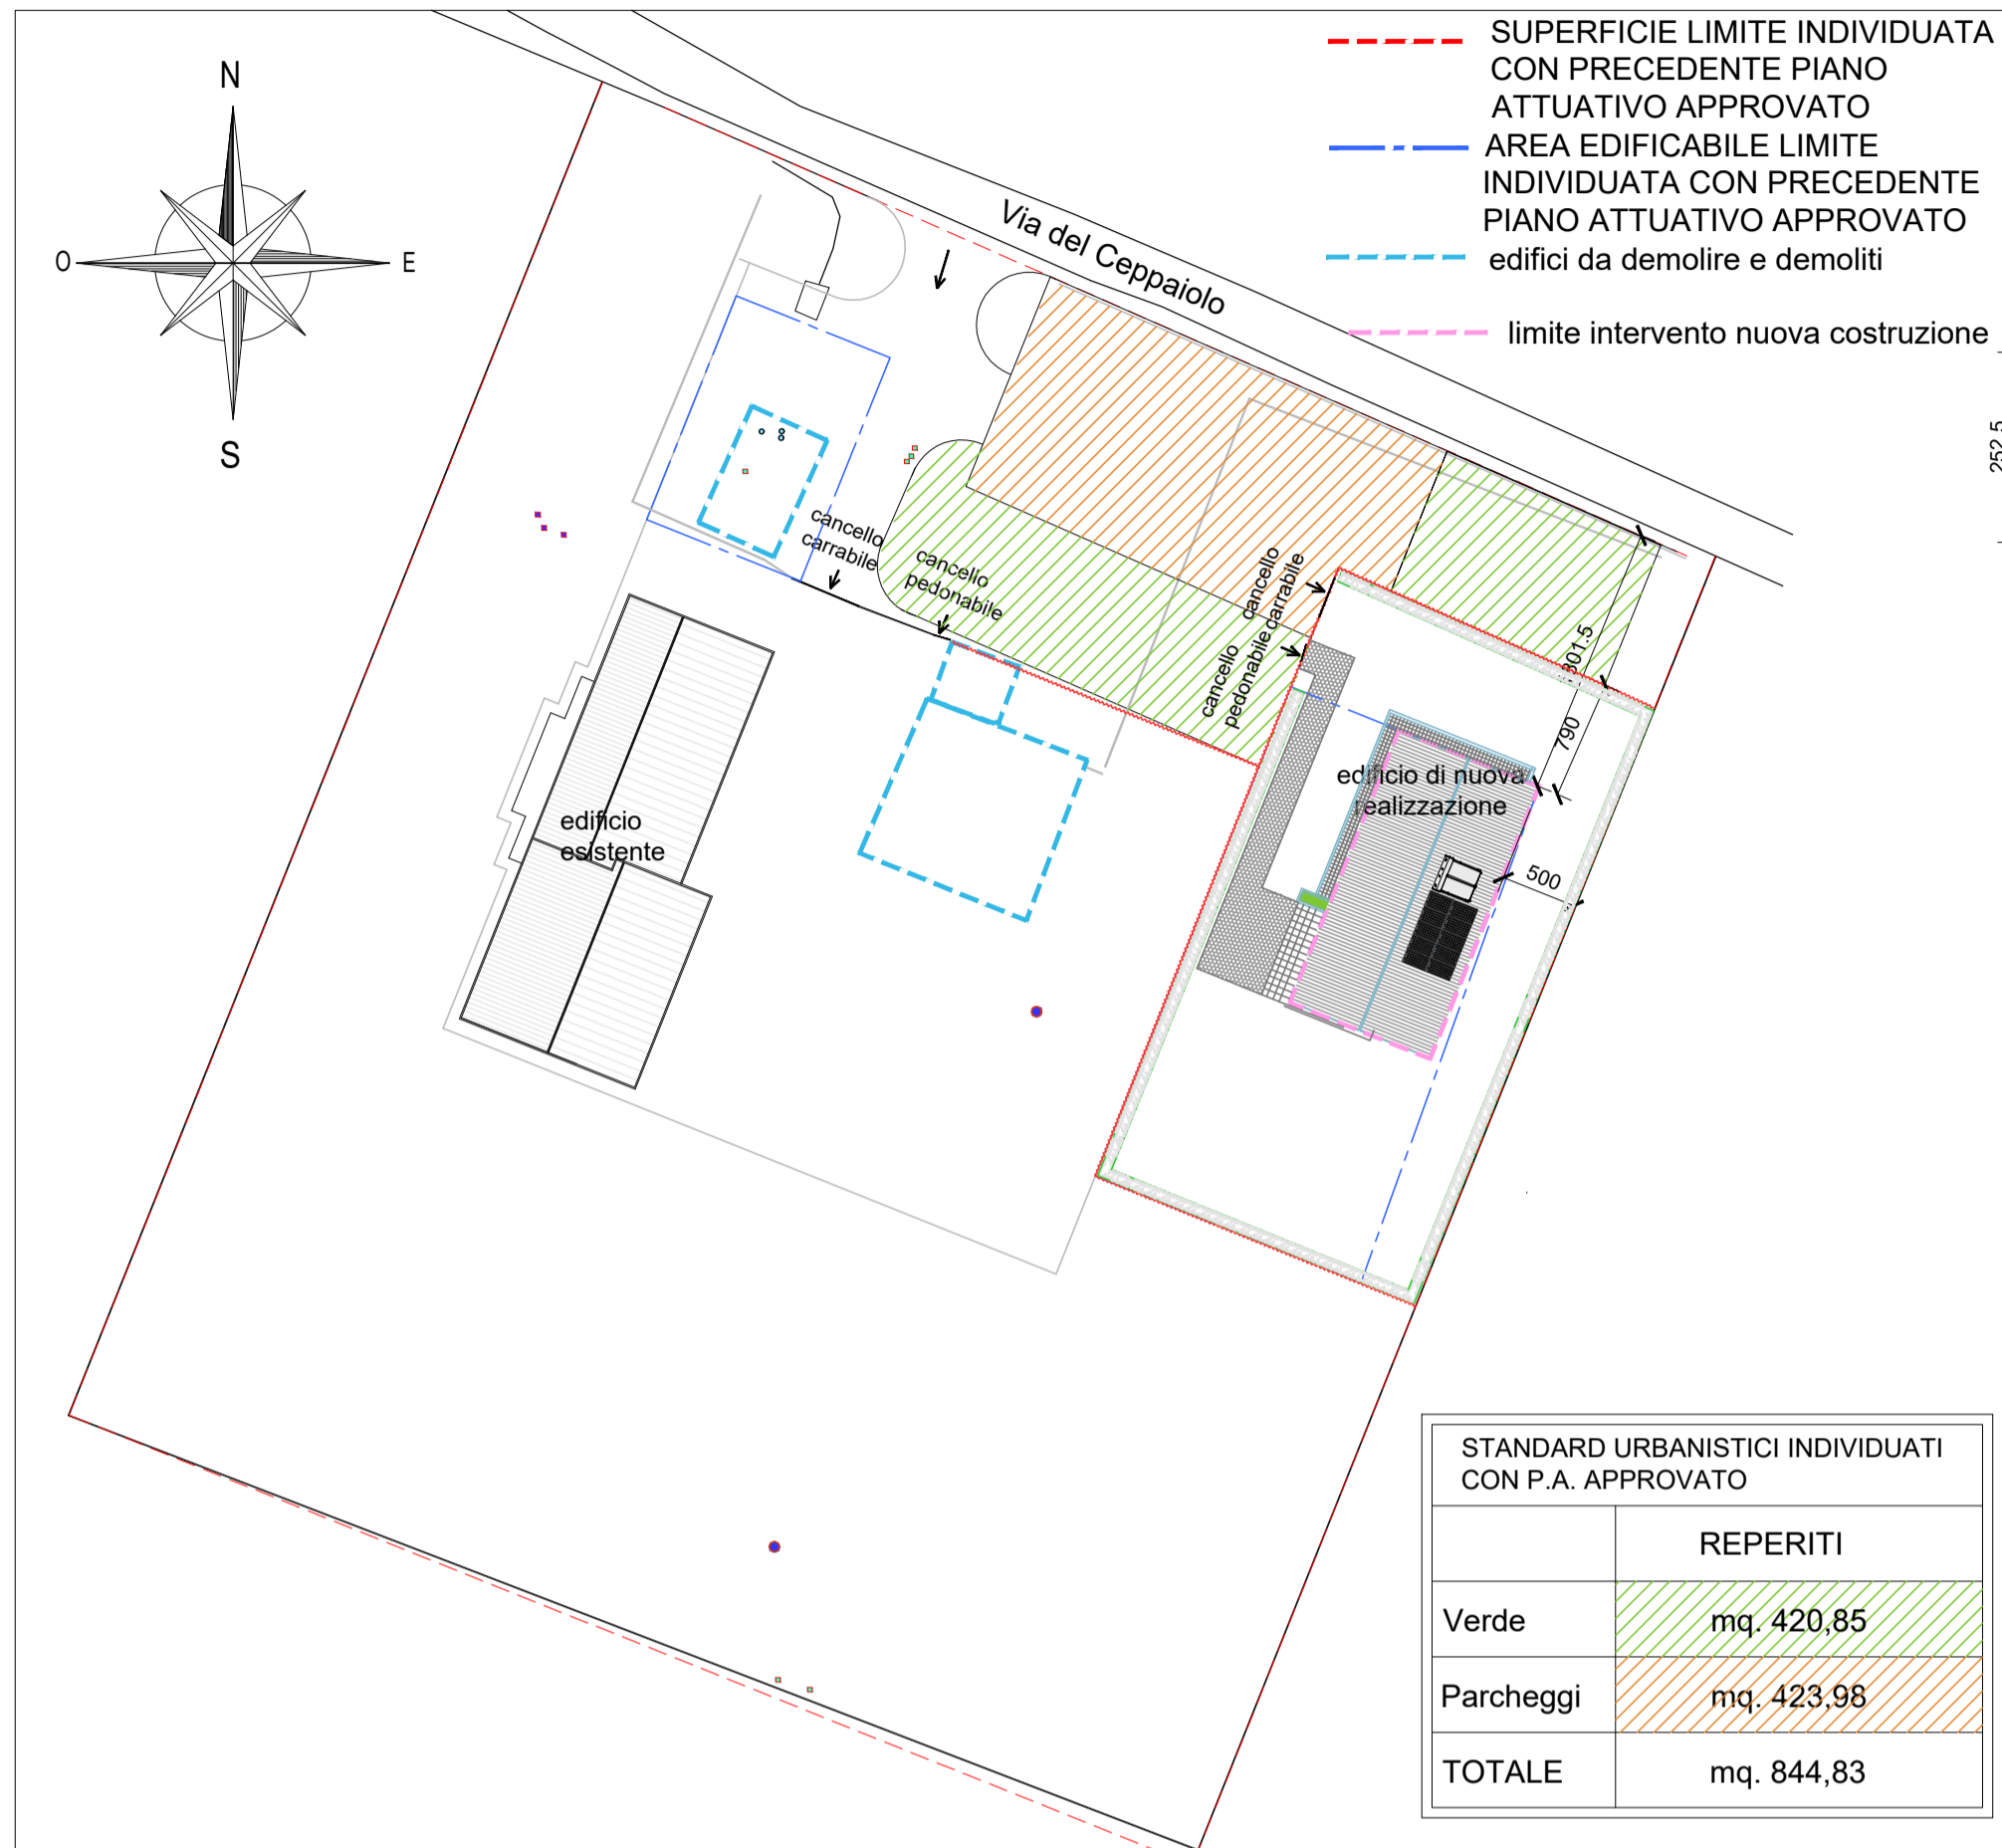 SUPERFICIE LIMITE INDIVIDUATA
CON PRECEDENTE PIANO
ATTUATIVO APPROVATO
AREA EDIFICABILE LIMITE
INDIVIDUATA CON PRECEDENTE
PIANO ATTUATIVO APPROVATO
edifici da demolire e demoliti
limite intervento nuova costruzione
N
O
E
S
252.5
Via del Ceppaiolo
cancello
carrabile
cancello
pedonabile
cancello
carrabile
cancello
pedonabile
801.5
790
500
edificio di nuova
realizzazione
edificio
esistente
STANDARD URBANISTICI INDIVIDUATI
CON P.A. APPROVATO
REPERITI
Verde mq. 420,85
Parcheggi mq. 423,98
TOTALE mq. 844,83